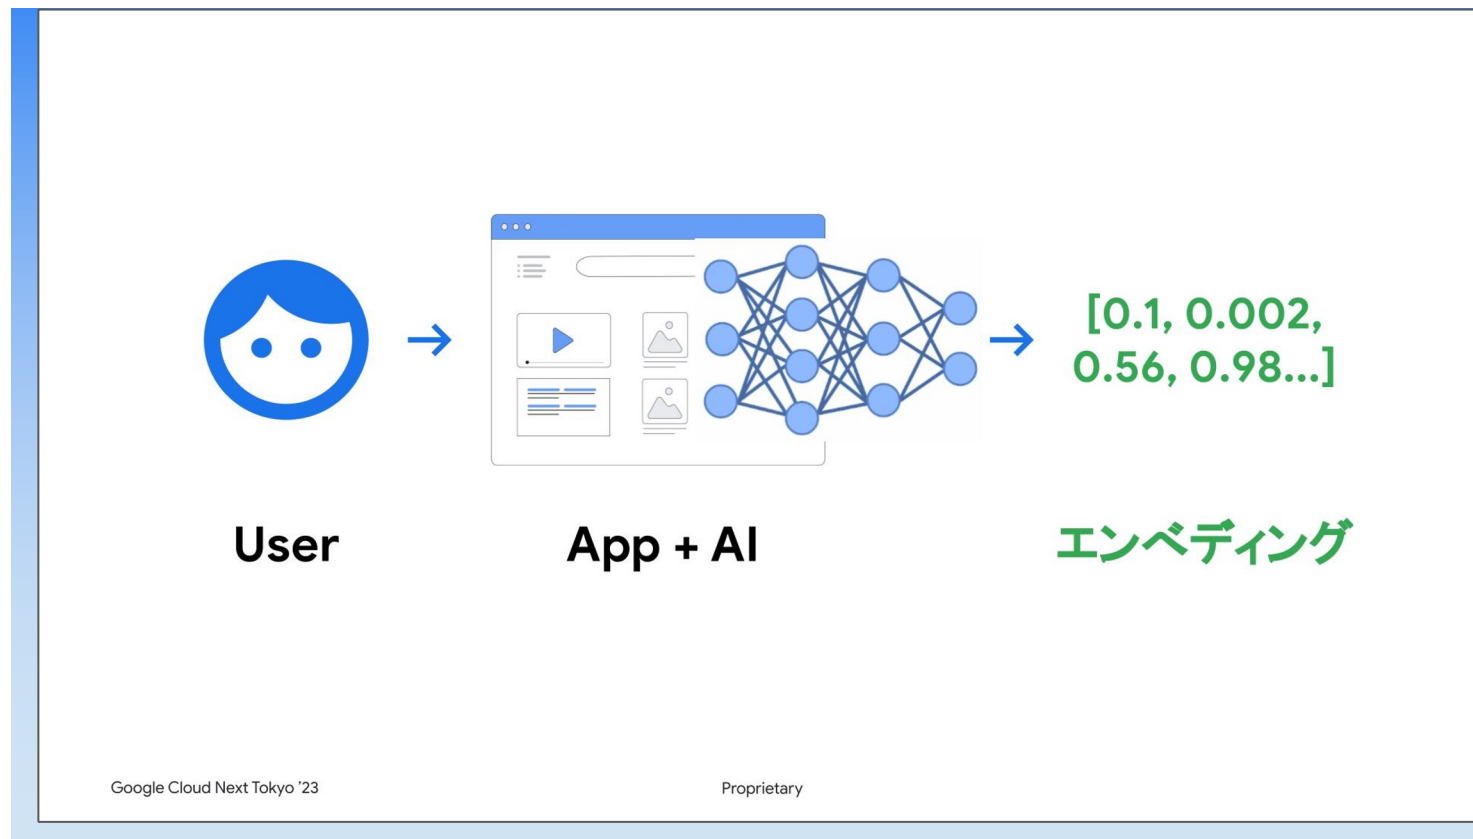 [0.1, 0.002,
0.56, 0.98...]
User
App + AI
エンベディング
Google Cloud Next Tokyo ’23
Proprietary